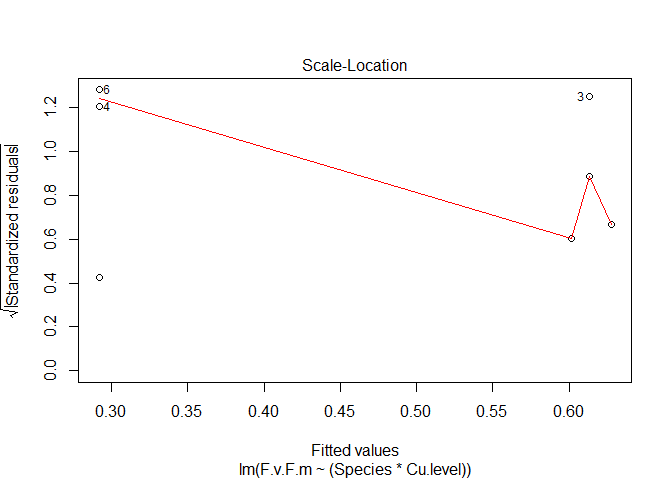 Scale-Location
√|Standardized residuals|
1.2
1.0
0.8
0.6
0.4
0.2
0.0
6
4
3
0.30 0.35 0.40 0.45 0.50 0.55 0.60
Fitted values
lm(F.v.F.m ~ (Species * Cu.level))